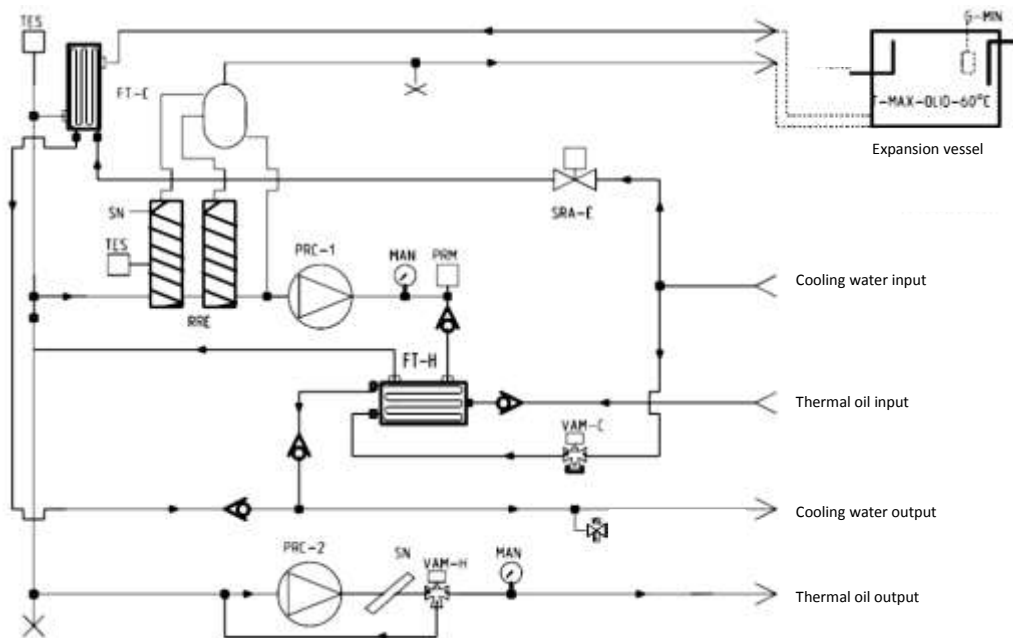 TES
G-MIN
FT-E
T-MAX-OLIO-60°C
Expansion vessel
SN
SRA-E
TES
PRC-1
MAN
PRM
Cooling water input
RRE
FT-H
Thermal oil input
VAM-C
Cooling water output
PRC-2
SN
VAM-H
MAN
Thermal oil output